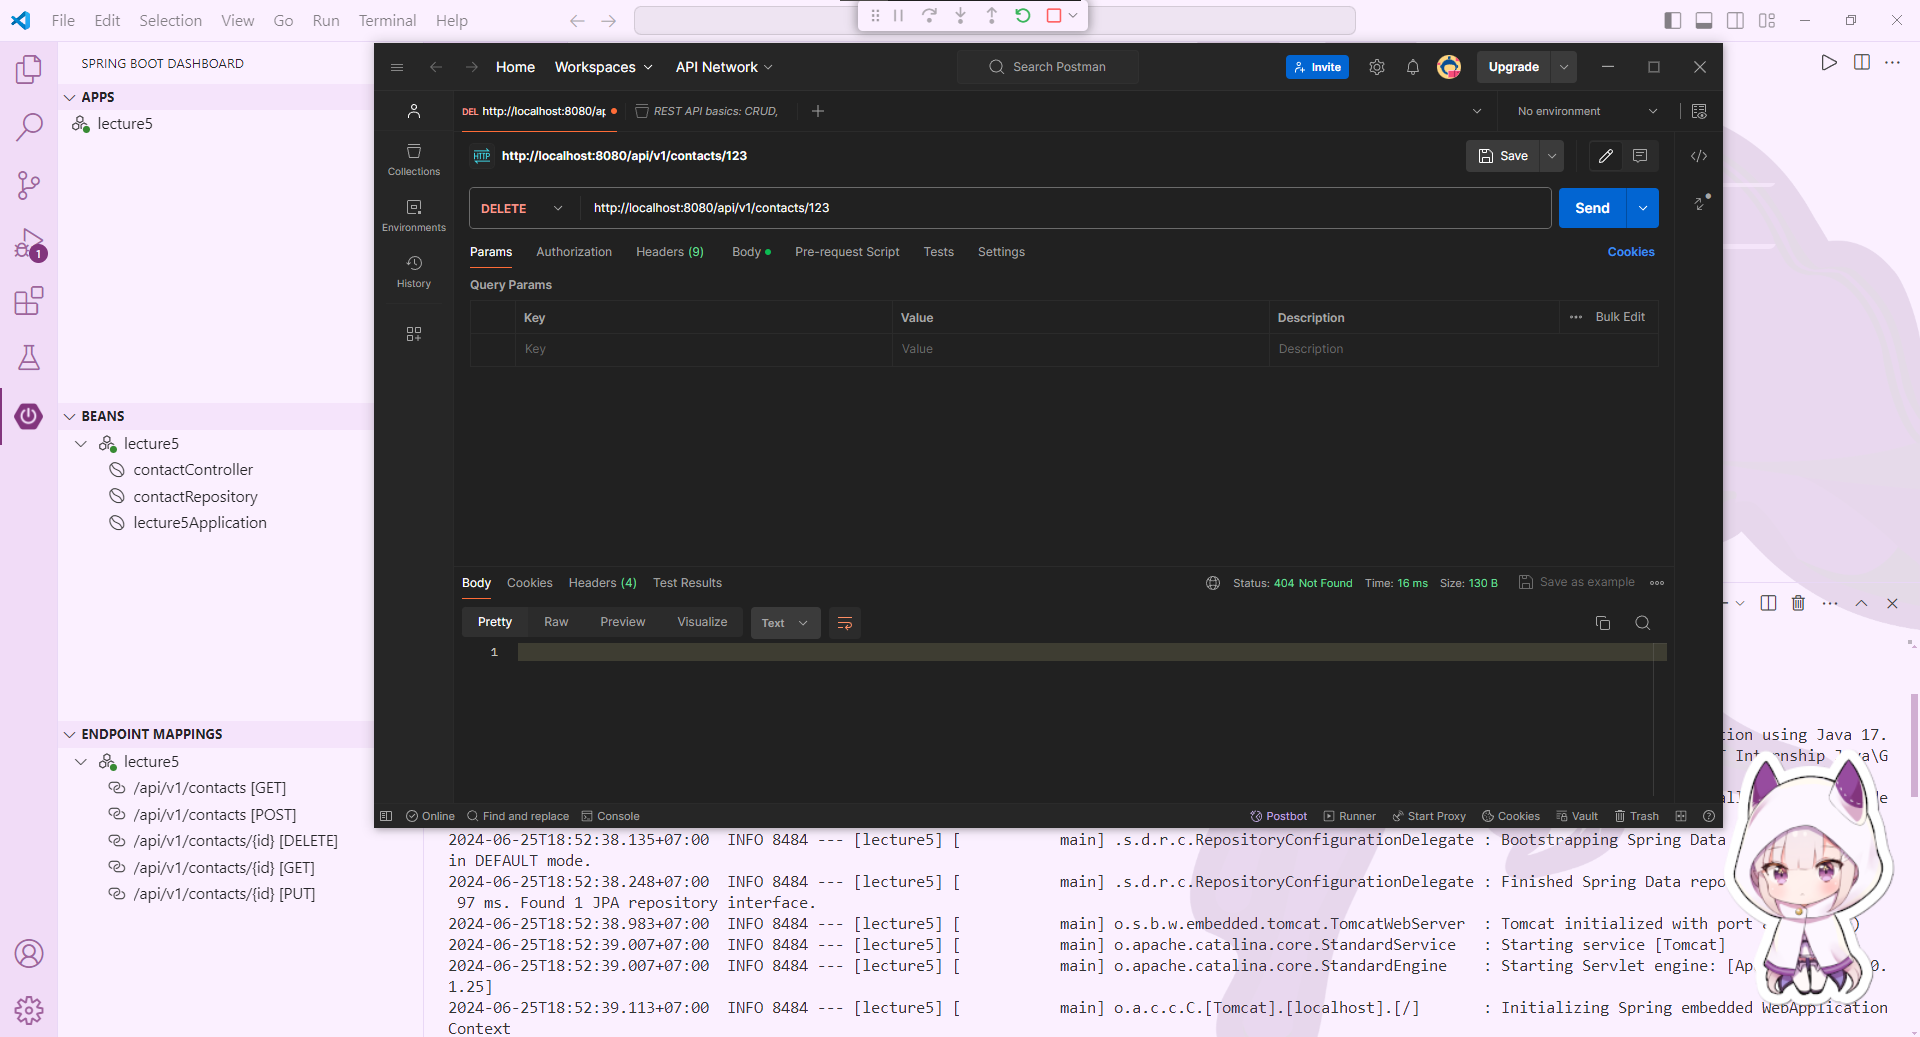 File Edit Selection View Go Run Terminal Help
SPRING BOOT DASHBOARD
APPS
lecture5
BEANS
lecture5
contactController
contactRepository
lecture5Application
ENDPOINT MAPPINGS
lecture5
/api/v1/contacts [GET]
/api/v1/contacts [POST]
/api/v1/contacts/{id} [DELETE]
/api/v1/contacts/{id} [GET]
/api/v1/contacts/{id} [PUT]
1
Home Workspaces API Network Search Postman Invite Upgrade
DEL http://localhost:8080/ap REST API basics: CRUD, No environment
Collections
Environments
History
HTTP http://localhost:8080/api/v1/contacts/123 Save
DELETE http://localhost:8080/api/v1/contacts/123 Send
Params Authorization Headers (9) Body Pre-request Script Tests Settings Cookies
Query Params
Key Value Description Bulk Edit
Key Value Description
Body Cookies Headers (4) Test Results Status: 404 Not Found Time: 16 ms Size: 130 B Save as example
Pretty Raw Preview Visualize Text
1
Online Find and replace Console Postbot Runner Start Proxy Cookies Vault Trash
ion using Java 17.
2024-06-25T18:52:38.135+07:00 INFO 8484 --- [lecture5] [ main] .s.d.r.c.RepositoryConfigurationDelegate : Bootstrapping Spring Data
in DEFAULT mode.
2024-06-25T18:52:38.248+07:00 INFO 8484 --- [lecture5] [ main] .s.d.r.c.RepositoryConfigurationDelegate : Finished Spring Data repo
97 ms. Found 1 JPA repository interface.
2024-06-25T18:52:38.983+07:00 INFO 8484 --- [lecture5] [ main] o.s.b.w.embedded.tomcat.TomcatWebServer : Tomcat initialized with port
2024-06-25T18:52:39.007+07:00 INFO 8484 --- [lecture5] [ main] o.apache.catalina.core.StandardService : Starting service [Tomcat]
2024-06-25T18:52:39.007+07:00 INFO 8484 --- [lecture5] [ main] o.apache.catalina.core.StandardEngine : Starting Servlet engine: [Ap 0.
1.25]
2024-06-25T18:52:39.113+07:00 INFO 8484 --- [lecture5] [ main] o.a.c.c.C.[Tomcat].[localhost].[/] : Initializing Spring embedded WebApplication
Context